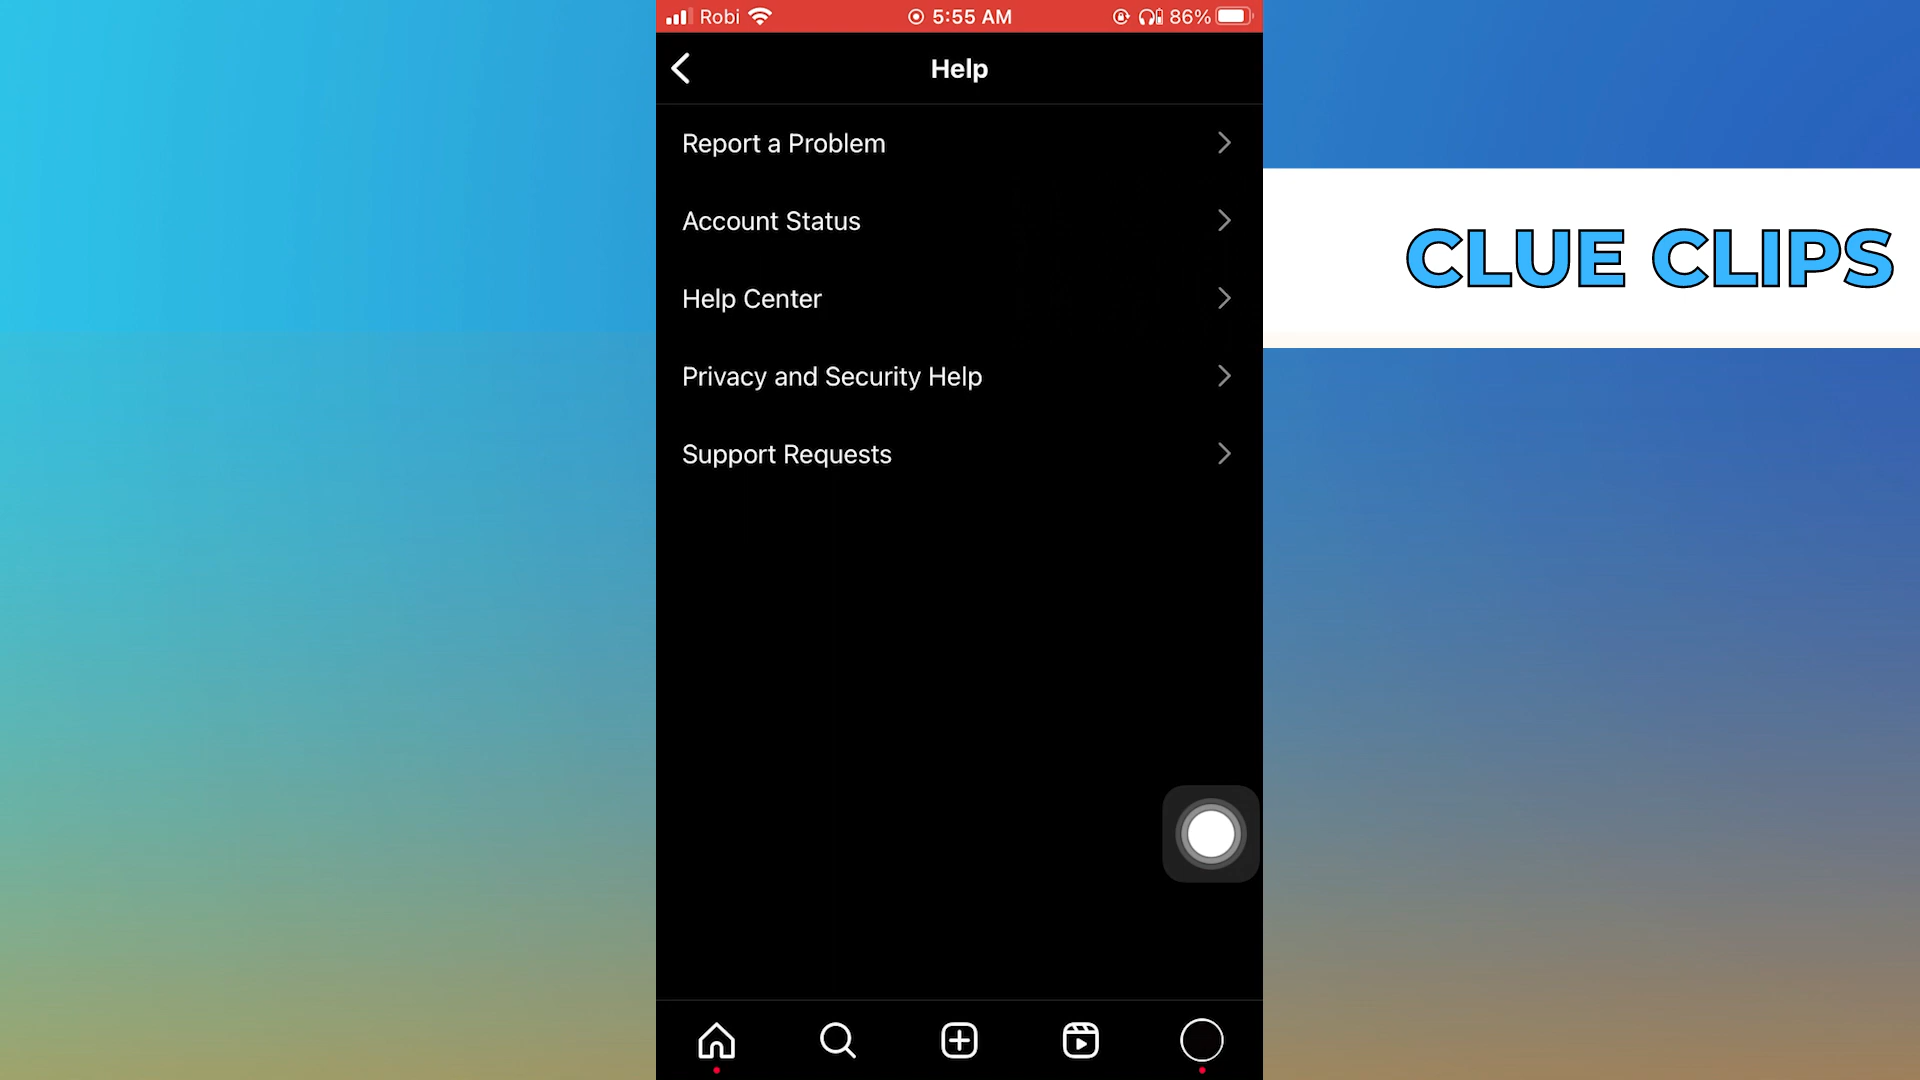 Robi 5:55 AM 86%
Help
Report a Problem
Account Status
Help Center
Privacy and Security Help
Support Requests
CLUE CLIPS